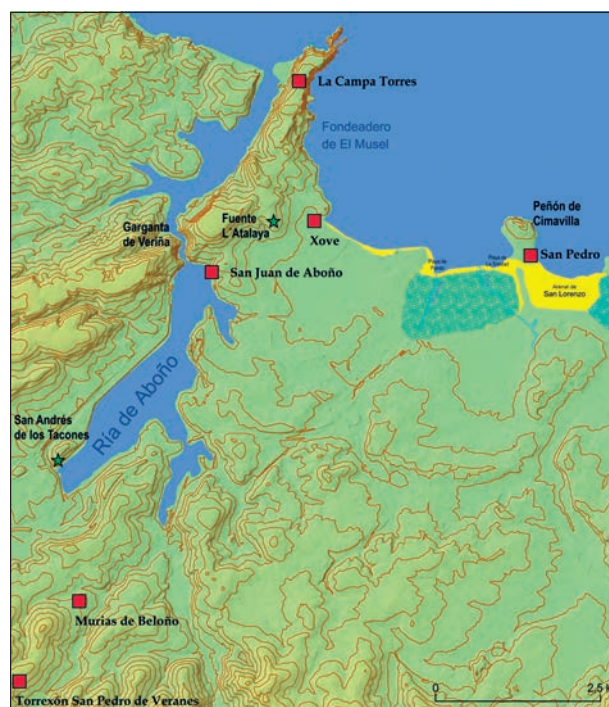 La Campa Torres
Fondeadero
de El Musel
Peñón de
Cimavilla
Fuente
L´Atalaya
Garganta
de Veriña
Xove
San Pedro
San Juan de Aboño
Arenal de
San Lorenzo
Ría de Aboño
San Andrés
de los Tacones
Murias de Beloño
Torrexón San Pedro de Veranes
0
2,5